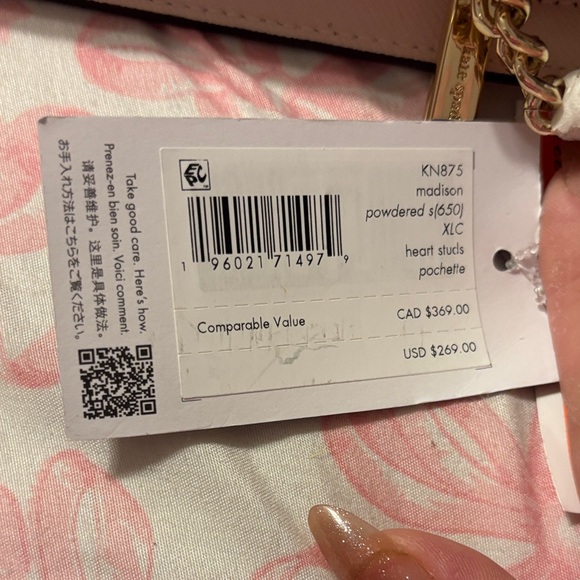 kate spade
Take good care. Here's how.
Prenez-en bien soin. Voici comment.
请妥善维护。这里是具体做法。
お手入れ方法はこちらをご覧ください。
EPC
KN875
madison
powdered s(650)
XLC
heart studs
pochette
1 96021 71497 9
Comparable Value
CAD $369.00
USD $269.00